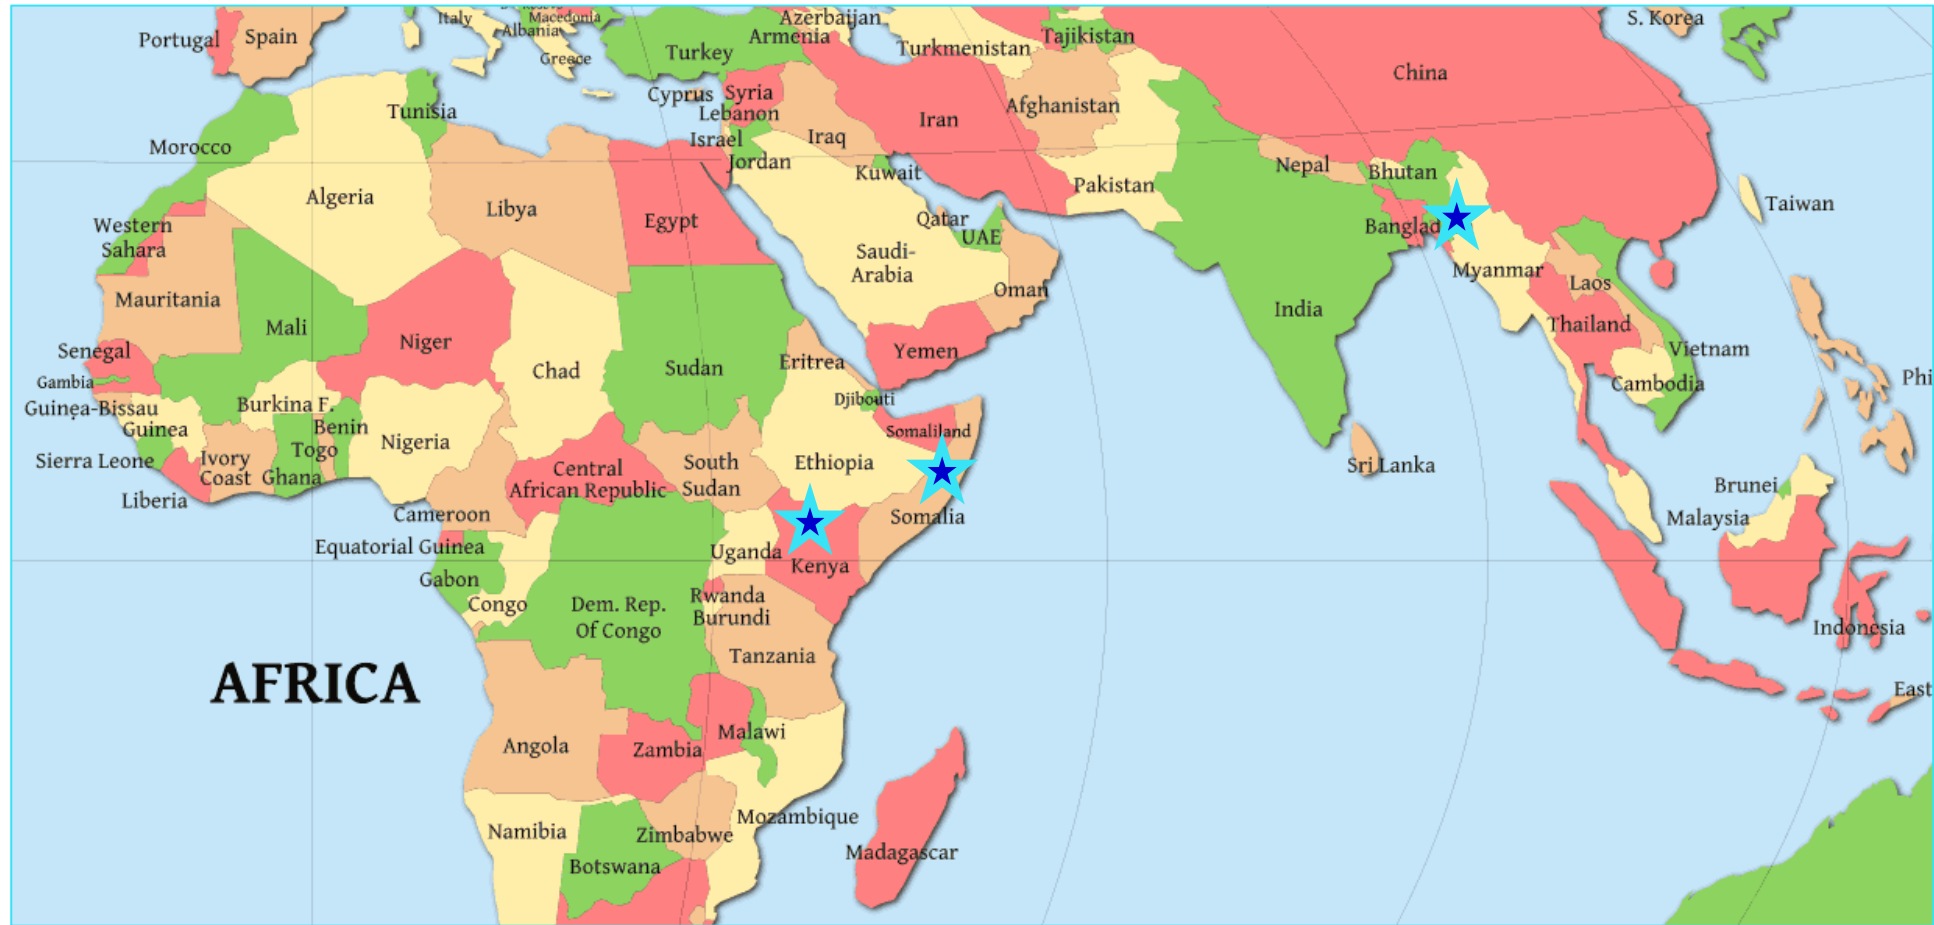 Portugal
Spain
Italy
Macedonia
Albania
Greece
Turkey
Azerbaijan
Armenia
Turkmenistan
Tajikistan
China
S. Korea
Cyprus
Syria
Lebanon
Israel
Jordan
Iraq
Iran
Afghanistan
Kuwait
Pakistan
Nepal
Bhutan
Banglad
Taiwan
Morocco
Tunisia
Algeria
Libya
Egypt
Western
Sahara
Qatar
UAE
Saudi-
Arabia
Oman
Yemen
India
Myanmar
Laos
Thailand
Vietnam
Cambodia
Phi
Mauritania
Mali
Niger
Chad
Sudan
Eritrea
Djibouti
Senegal
Gambia
Guinea-Bissau
Guinea
Burkina F.
Benin
Togo
Nigeria
Sierra Leone
Ivory
Coast
Ghana
Liberia
Central
African Republic
South
Sudan
Ethiopia
Somaliland
Somalia
Sri Lanka
Brunei
Malaysia
Cameroon
Equatorial Guinea
Gabon
Congo
Uganda
Kenya
Dem. Rep.
Of Congo
Rwanda
Burundi
Tanzania
Indonesia
East
AFRICA
Angola
Zambia
Malawi
Namibia
Zimbabwe
Mozambique
Botswana
Madagascar